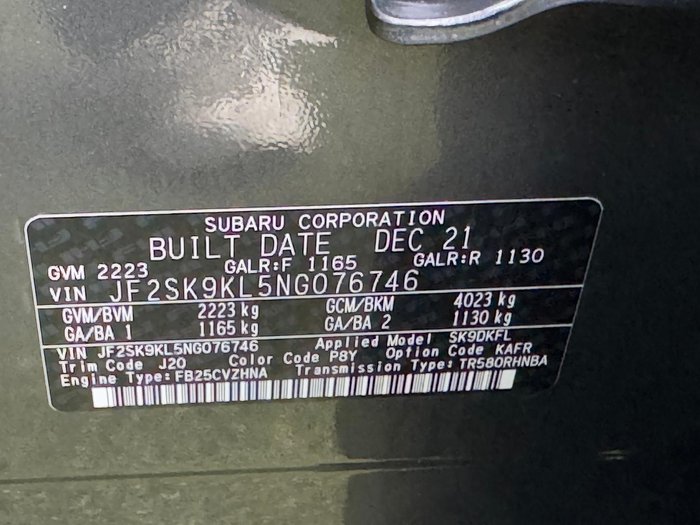 SUBARU CORPORATION
BUILT DATE DEC 21
GVM 2223 GALR:F 1165 GALR:R 1130
VIN JF2SK9KL5NG076746
GVM/BVM 2223 kg GCM/BKM 4023 kg
GA/BA 1 1165 kg GA/BA 2 1130 kg
VIN JF2SK9KL5NG076746 Applied Model SK9DKFL
Trim Code J20 Color Code P8Y Option Code KAFR
Engine Type: FB25CVZHNA Transmission Type: TR580RHNBA